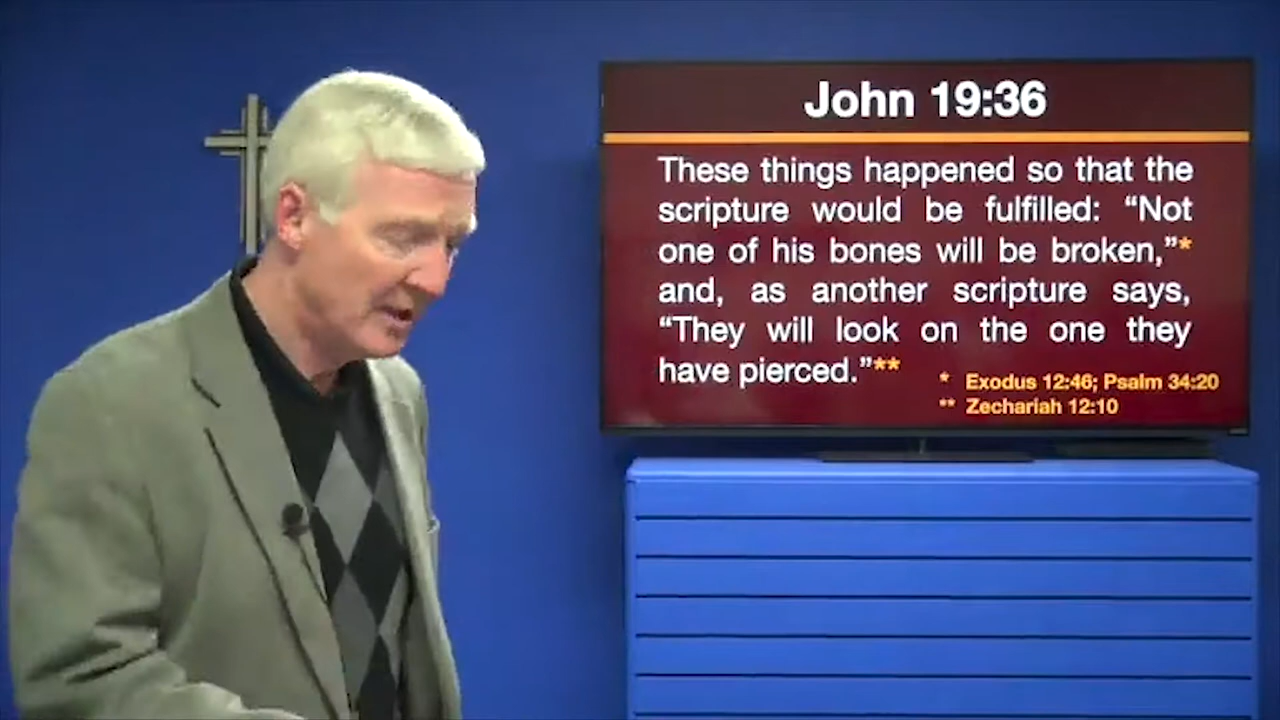 John 19:36
These things happened so that the
scripture would be fulfilled: “Not
one of his bones will be broken,”*
and, as another scripture says,
“They will look on the one they
have pierced.”**
* Exodus 12:46; Psalm 34:20
** Zechariah 12:10